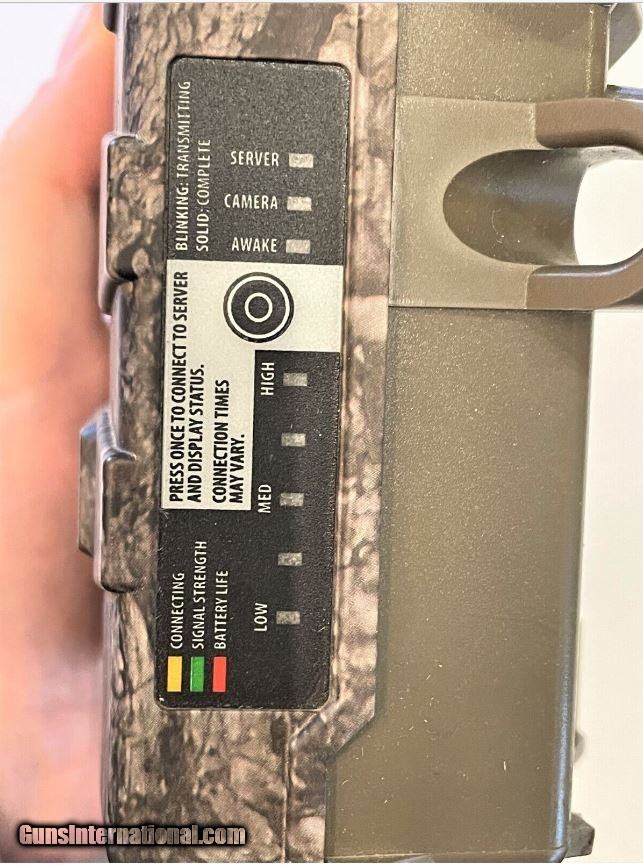 BLINKING: TRANSMITTING
SOLID: COMPLETE
SERVER
CAMERA
AWAKE
PRESS ONCE TO CONNECT TO SERVER
AND DISPLAY STATUS.
CONNECTION TIMES
MAY VARY.
HIGH
MED
LOW
CONNECTING
SIGNAL STRENGTH
BATTERY LIFE
GunsInternational.com